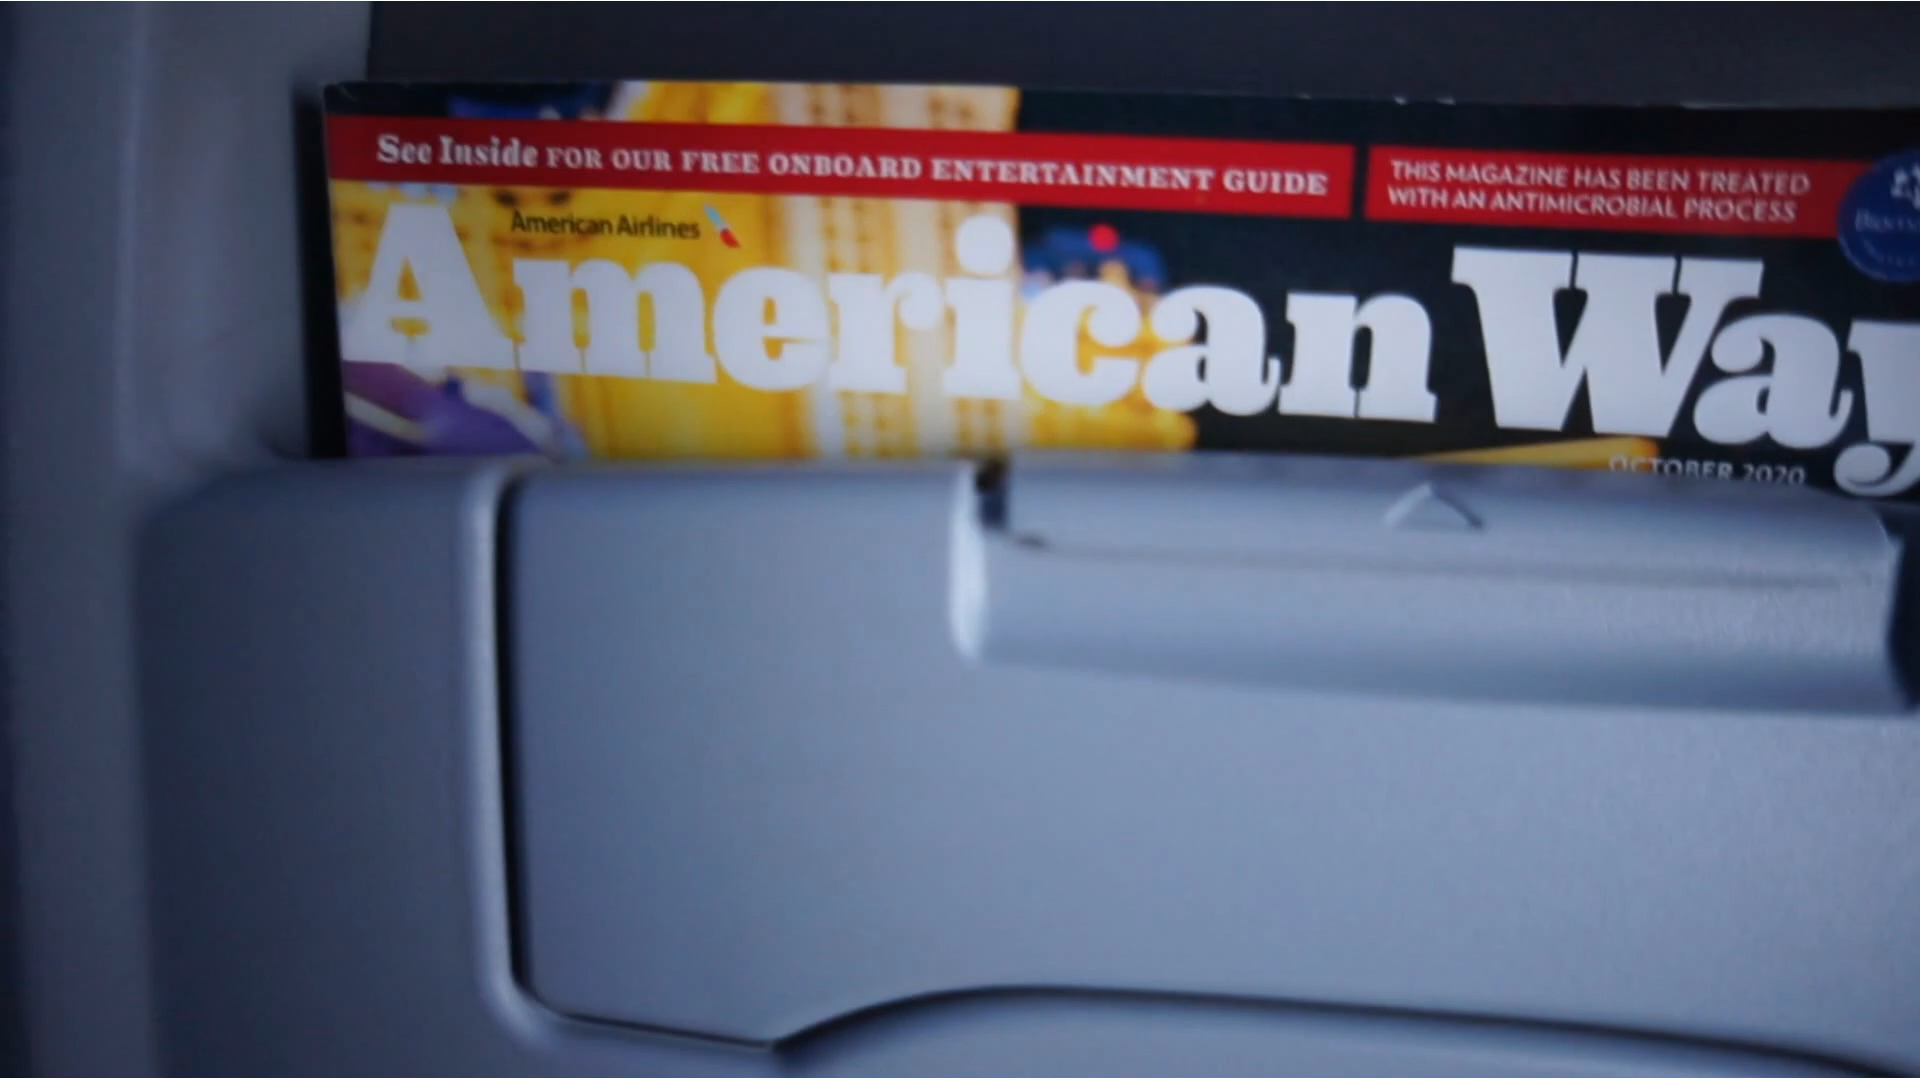 See Inside FOR OUR FREE ONBOARD ENTERTAINMENT GUIDE
THIS MAGAZINE HAS BEEN TREATED
WITH AN ANTIMICROBIAL PROCESS
American Airlines
American Way
OCTOBER 2020